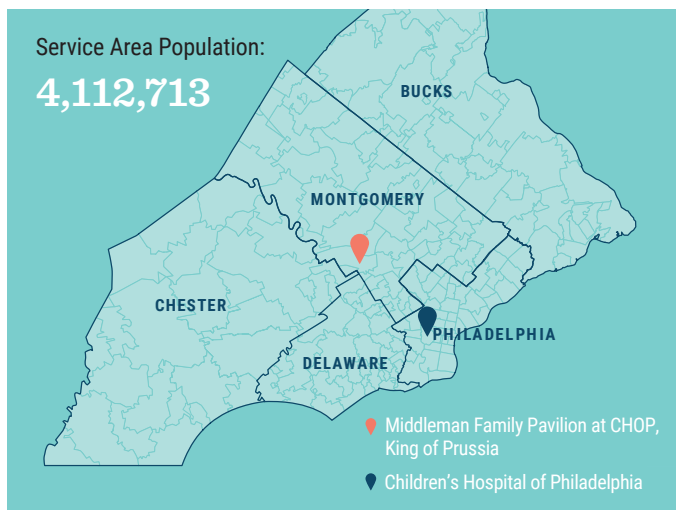 Service Area Population:
4,112,713
BUCKS
MONTGOMERY
CHESTER
PHILADELPHIA
DELAWARE
Middleman Family Pavilion at CHOP,
King of Prussia
Children’s Hospital of Philadelphia